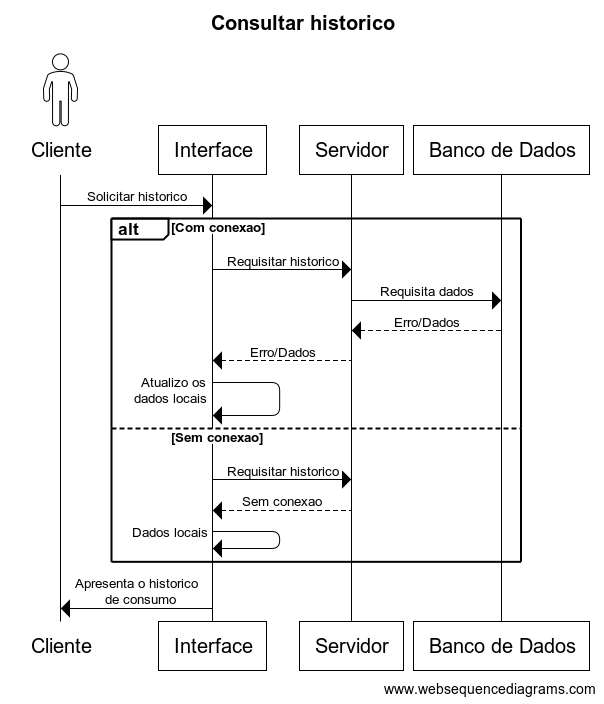 Consultar historico
Cliente
Interface
Servidor
Banco de Dados
Solicitar historico
alt
[Com conexao]
Requisitar historico
Requisita dados
Erro/Dados
Erro/Dados
Atualizo os
dados locais
[Sem conexao]
Requisitar historico
Sem conexao
Dados locais
Apresenta o historico
de consumo
Cliente
Interface
Servidor
Banco de Dados
www.websequencediagrams.com